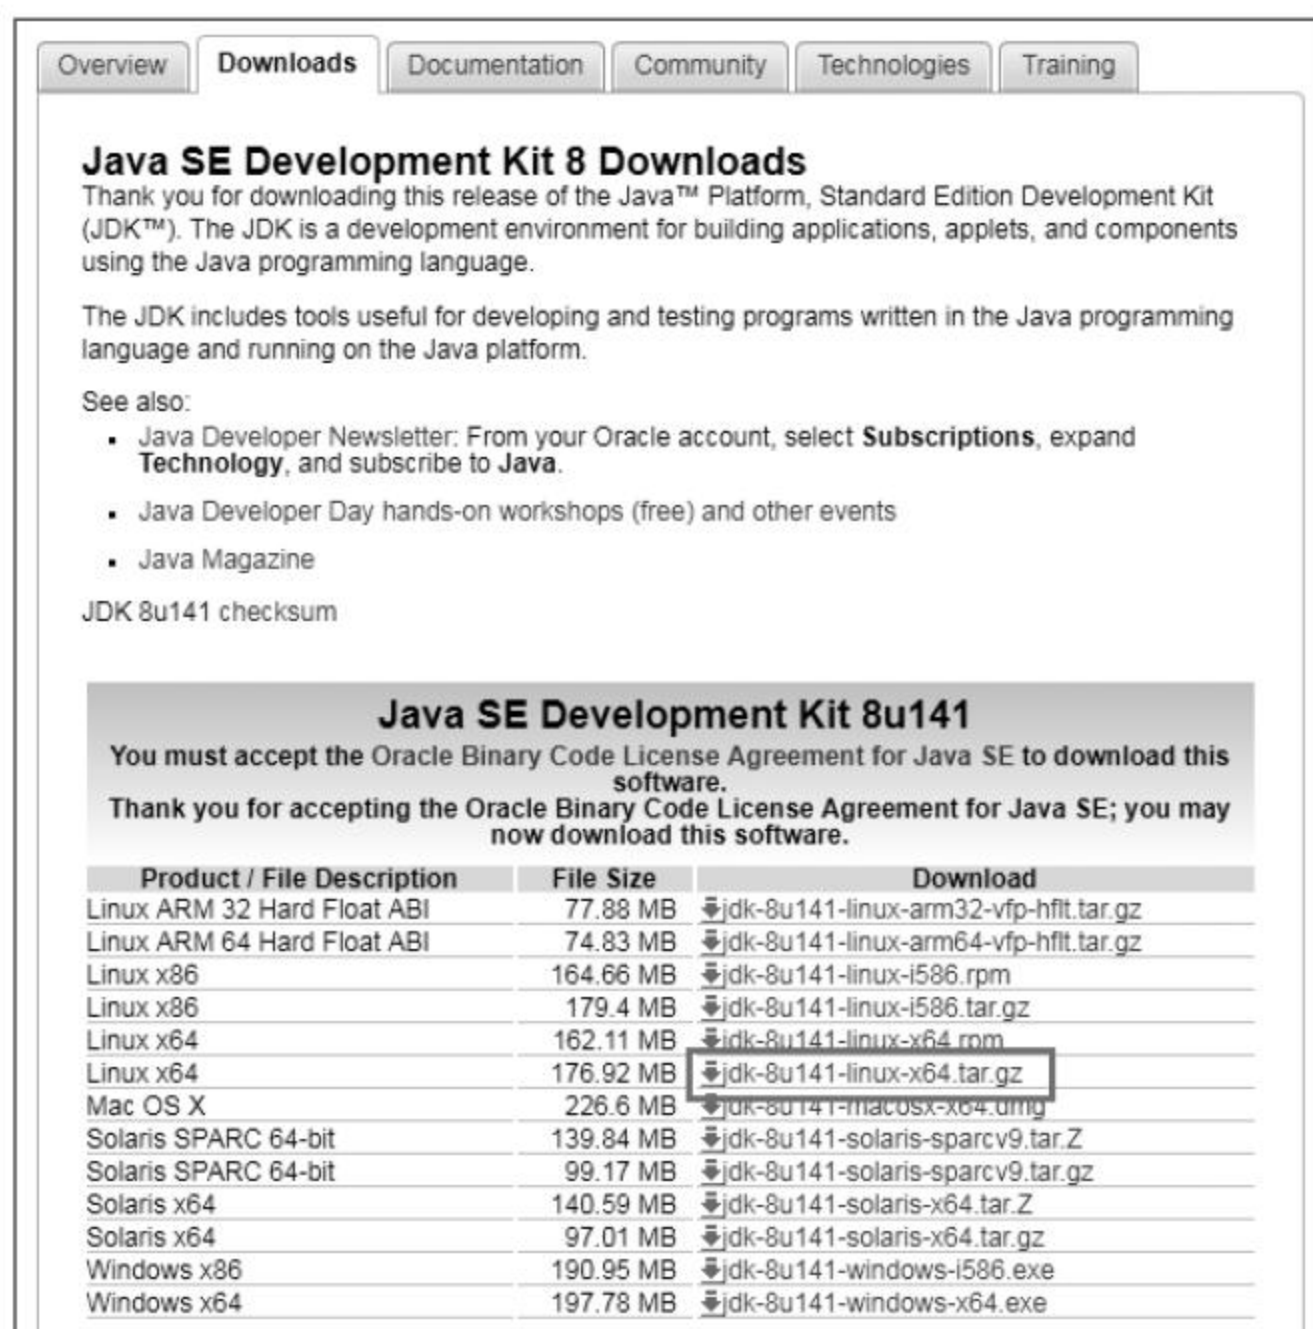 Overview Downloads Documentation Community Technologies Training
Java SE Development Kit 8 Downloads
Thank you for downloading this release of the Java™ Platform, Standard Edition Development Kit
(JDK™). The JDK is a development environment for building applications, applets, and components
using the Java programming language.
The JDK includes tools useful for developing and testing programs written in the Java programming
language and running on the Java platform.
See also:
▪ Java Developer Newsletter: From your Oracle account, select Subscriptions, expand
Technology, and subscribe to Java.
▪ Java Developer Day hands-on workshops (free) and other events
▪ Java Magazine
JDK 8u141 checksum
Java SE Development Kit 8u141
You must accept the Oracle Binary Code License Agreement for Java SE to download this
software.
Thank you for accepting the Oracle Binary Code License Agreement for Java SE; you may
now download this software.
Product / File Description File Size Download
Linux ARM 32 Hard Float ABI 77.88 MB jdk-8u141-linux-arm32-vfp-hflt.tar.gz
Linux ARM 64 Hard Float ABI 74.83 MB jdk-8u141-linux-arm64-vfp-hflt.tar.gz
Linux x86 164.66 MB jdk-8u141-linux-i586.rpm
Linux x86 179.4 MB jdk-8u141-linux-i586.tar.gz
Linux x64 162.11 MB jdk-8u141-linux-x64.rpm
Linux x64 176.92 MB jdk-8u141-linux-x64.tar.gz
Mac OS X 226.6 MB jdk-8u141-macosx-x64.dmg
Solaris SPARC 64-bit 139.84 MB jdk-8u141-solaris-sparcv9.tar.Z
Solaris SPARC 64-bit 99.17 MB jdk-8u141-solaris-sparcv9.tar.gz
Solaris x64 140.59 MB jdk-8u141-solaris-x64.tar.Z
Solaris x64 97.01 MB jdk-8u141-solaris-x64.tar.gz
Windows x86 190.95 MB jdk-8u141-windows-i586.exe
Windows x64 197.78 MB jdk-8u141-windows-x64.exe